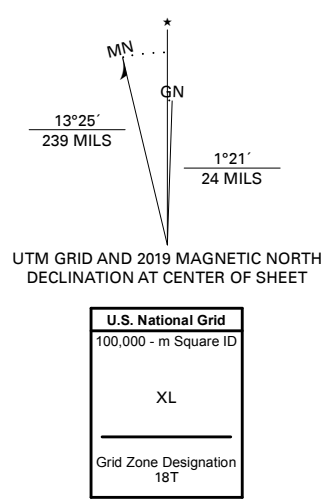 ★
MN
GN
13°25´
239 MILS
1°21´
24 MILS
UTM GRID AND 2019 MAGNETIC NORTH
DECLINATION AT CENTER OF SHEET
U.S. National Grid
100,000 - m Square ID
XL
Grid Zone Designation
18T